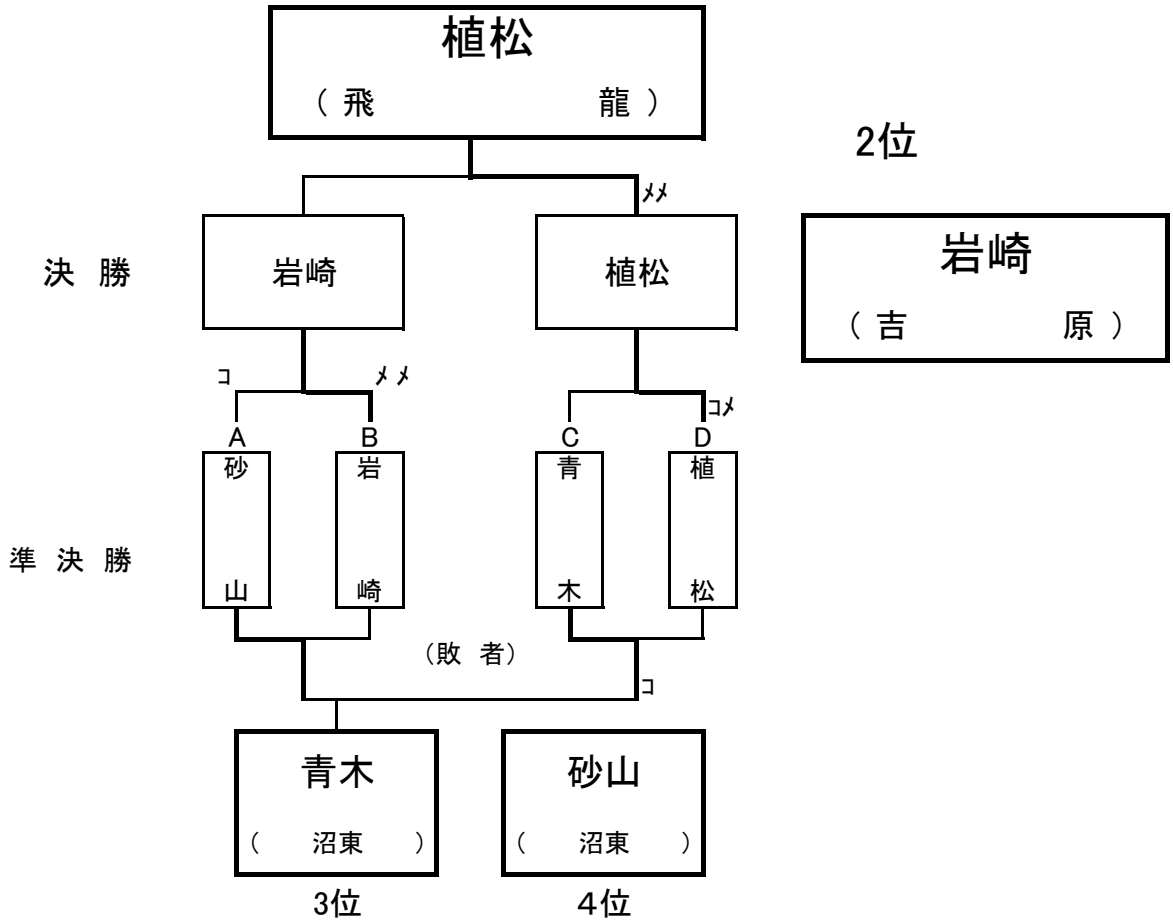 植松
（ 飛 龍 ）
2位
ﾒﾒ
決 勝
岩崎
植松
岩崎
（ 吉 原 ）
ｺ
ﾒﾒ
ｺﾒ
A
B
C
D
砂山
岩崎
青木
植松
準 決 勝
（敗 者）
ｺ
青木
（ 沼東 ）
砂山
（ 沼東 ）
3位
４位